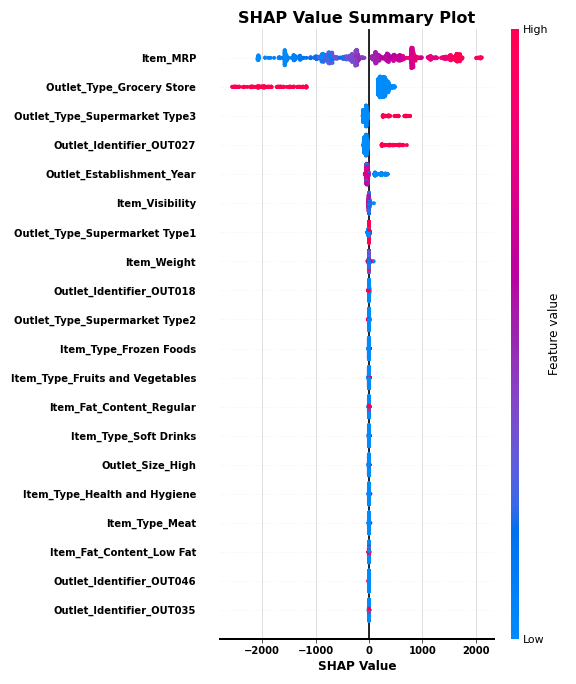 SHAP Value Summary Plot
High
Item_MRP
Outlet_Type_Grocery Store
Outlet_Type_Supermarket Type3
Outlet_Identifier_OUT027
Outlet_Establishment_Year
Item_Visibility
Outlet_Type_Supermarket Type1
Item_Weight
Outlet_Identifier_OUT018
Outlet_Type_Supermarket Type2
Item_Type_Frozen Foods
Item_Type_Fruits and Vegetables
Item_Fat_Content_Regular
Item_Type_Soft Drinks
Outlet_Size_High
Item_Type_Health and Hygiene
Item_Type_Meat
Item_Fat_Content_Low Fat
Outlet_Identifier_OUT046
Outlet_Identifier_OUT035
Feature value
Low
−2000 −1000 0 1000 2000
SHAP Value